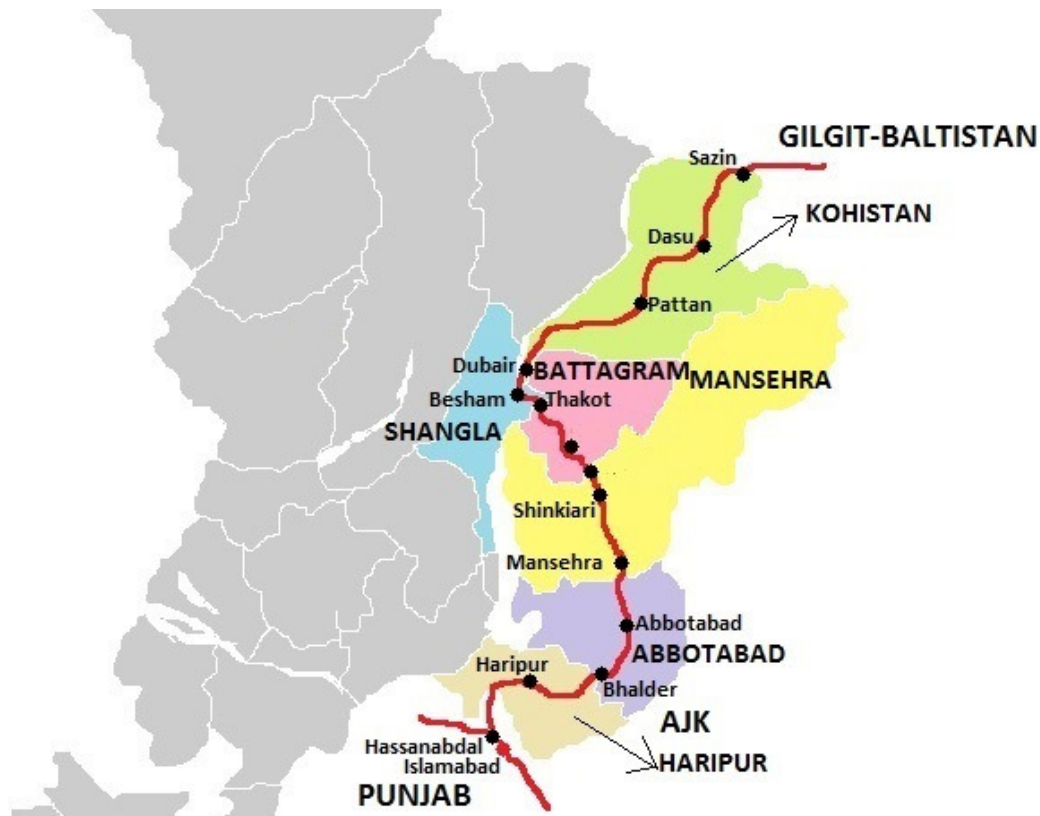 GILGIT-BALTISTAN
Sazin
KOHISTAN
Dasu
Pattan
Dubair
BATTAGRAM
MANSEHRA
Besham
Thakot
SHANGLA
Shinkiari
Mansehra
Abbotabad
ABBOTABAD
Haripur
Bhalder
AJK
Hassanabdal
HARIPUR
Islamabad
PUNJAB